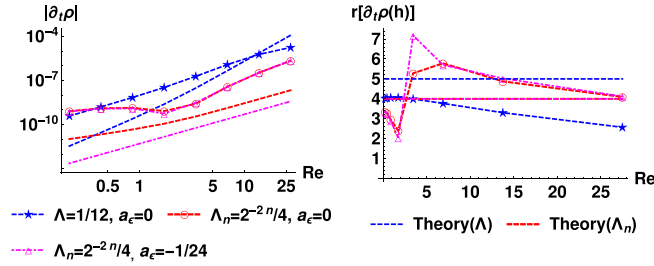 |∂tρ|
10⁻⁴
10⁻⁷
10⁻¹⁰
0.5 1 5 10 25 Re
Λ=1/12, aϵ=0
Λn=2⁻² ⁿ/4, aϵ=0
Λn=2⁻² ⁿ/4, aϵ=-1/24
r[∂tρ(h)]
7
6
5
4
3
2
1
5 10 15 20 25 Re
Theory(Λ)
Theory(Λn)